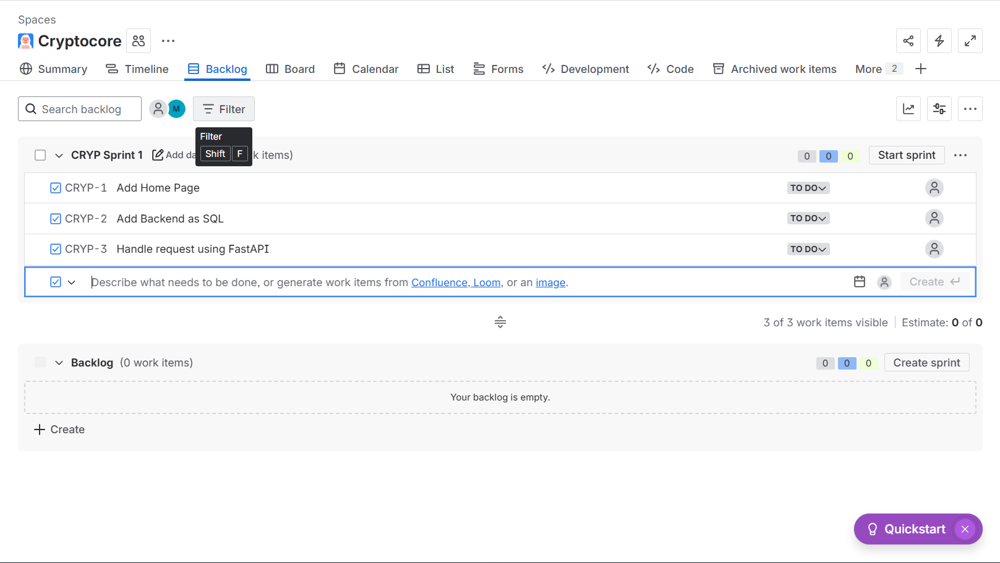 Spaces
Cryptocore
Summary Timeline Backlog Board Calendar List Forms Development Code Archived work items More 2
Search backlog M Filter
Filter
Shift F
CRYP Sprint 1 Add da k items) 0 0 0 Start sprint
CRYP-1 Add Home Page TO DO
CRYP-2 Add Backend as SQL TO DO
CRYP-3 Handle request using FastAPI TO DO
Describe what needs to be done, or generate work items from Confluence, Loom, or an image. Create
3 of 3 work items visible Estimate: 0 of 0
Backlog (0 work items) 0 0 0 Create sprint
Your backlog is empty.
Create
Quickstart